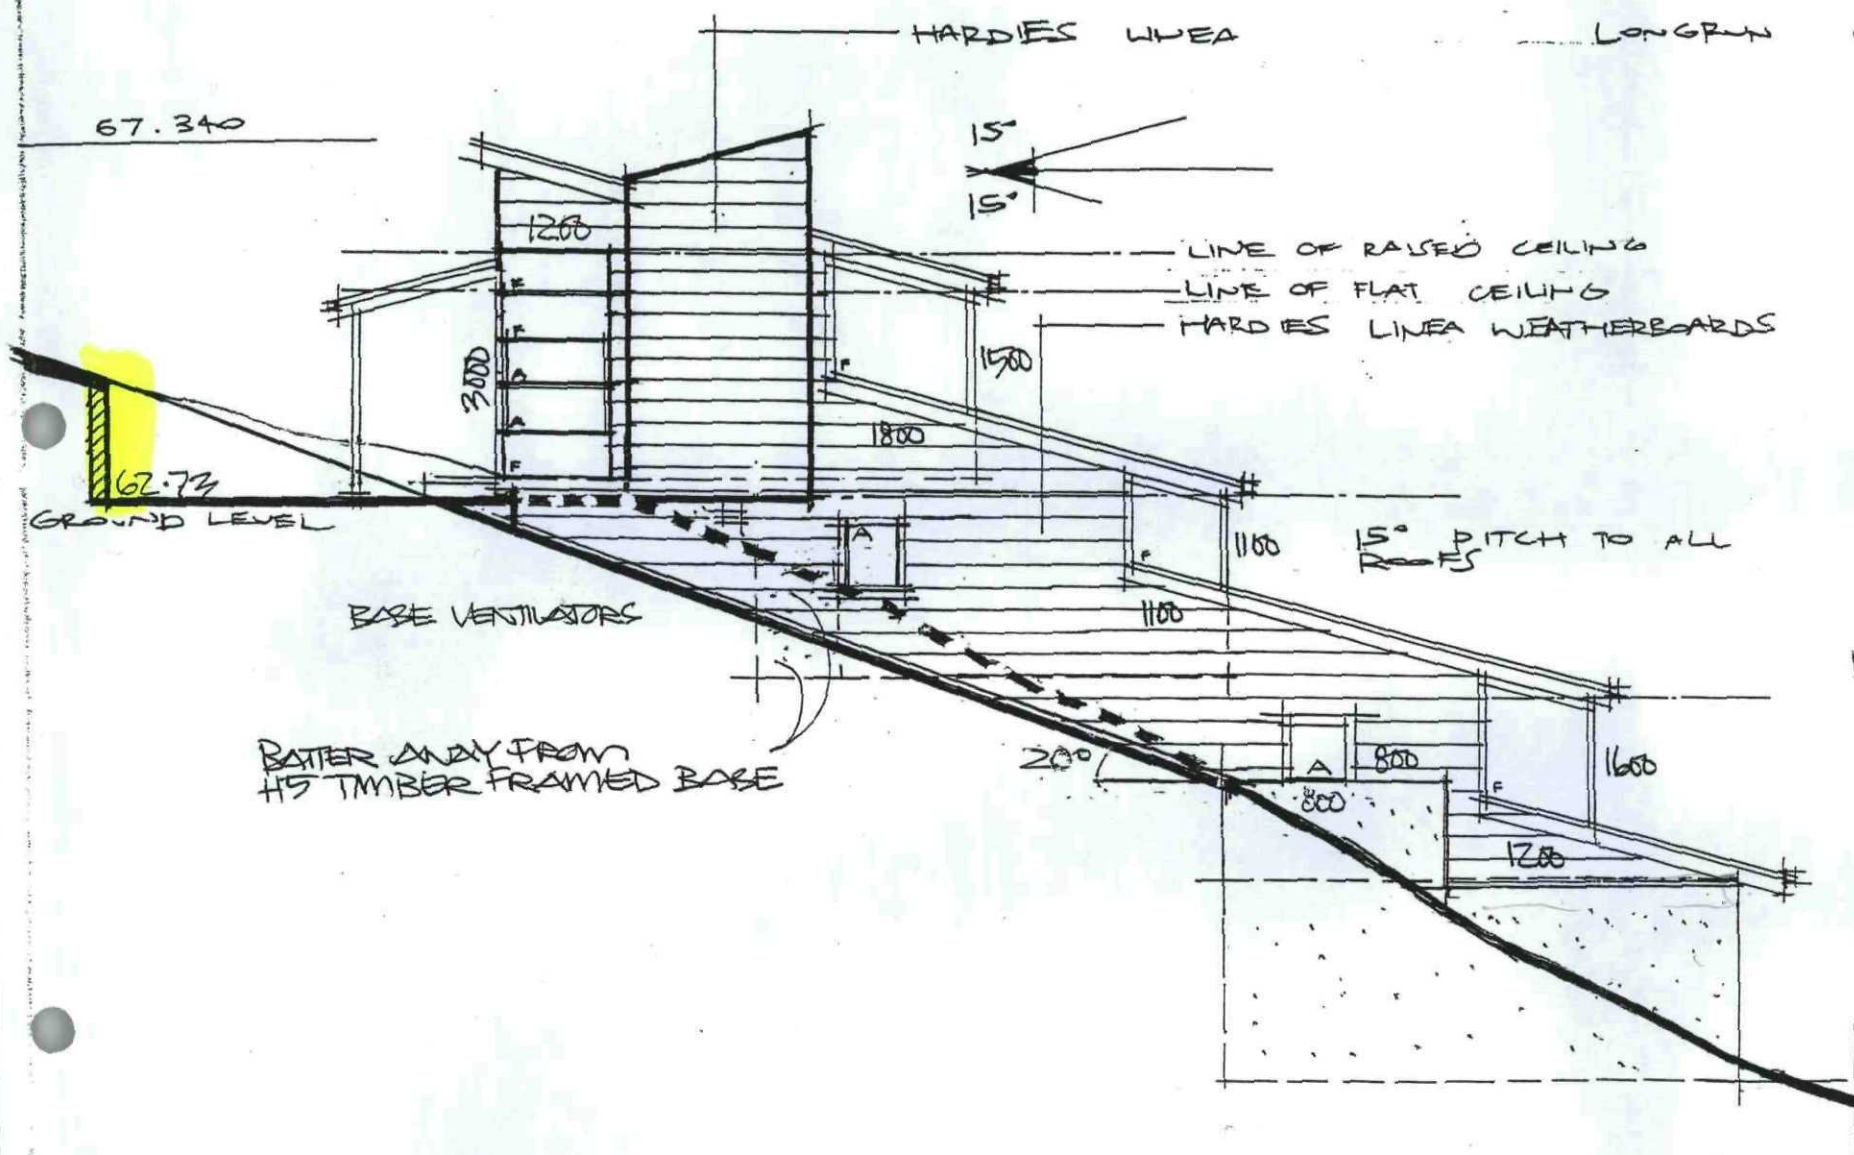 HARDIES LINEA
LONGRUN
67.340
15°
15°
1200
LINE OF RAISED CEILING
LINE OF FLAT CEILING
HARDIES LINEA WEATHERBOARDS
F
F
A
A
F
3000
F
1500
1800
62.73
GROUND LEVEL
A
F
1100
15° PITCH TO ALL
ROOFS
BASE VENTILATORS
1100
BATTER AWAY FROM
H5 TIMBER FRAMED BASE
20°
A
800
800
F
1600
1200